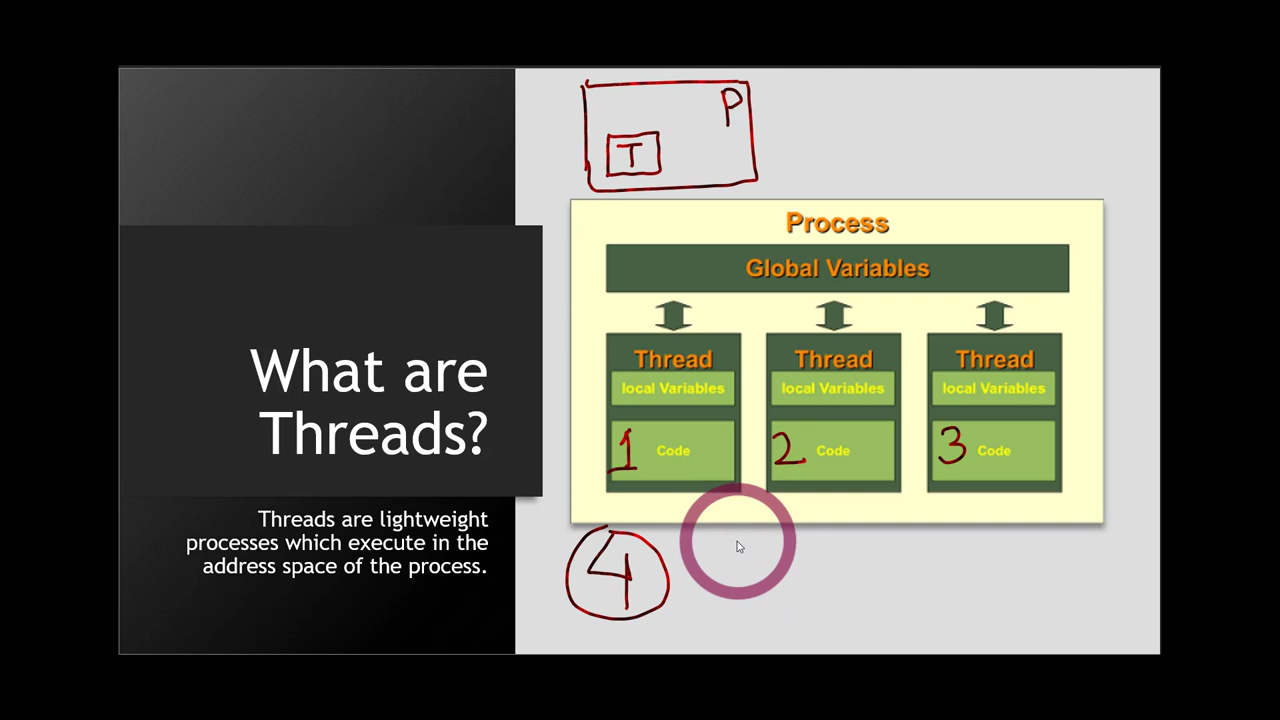 What are
Threads?
Threads are lightweight
processes which execute in the
address space of the process.
P
T
Process
Global Variables
Thread
local Variables
1 Code
Thread
local Variables
2 Code
Thread
local Variables
3 Code
4